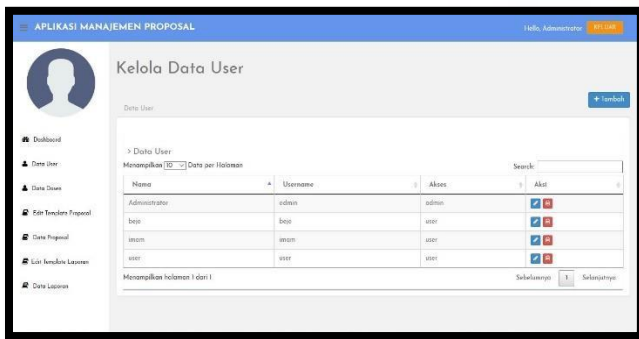 APLIKASI MANAJEMEN PROPOSAL
Hello, Administrator KELUAR
Kelola Data User
Data User
+ Tambah
Dashboard
Data User
Data Dosen
Edit Template Proposal
Data Proposal
Edit Template Laporan
Data Laporan
> Data User
Menampilkan 10 Data per Halaman
Search:
Nama Username Akses Aksi
Administrator admin admin
beje beje user
imam imam user
user user user
Menampilkan halaman 1 dari 1
Sebelumnya 1 Selanjutnya